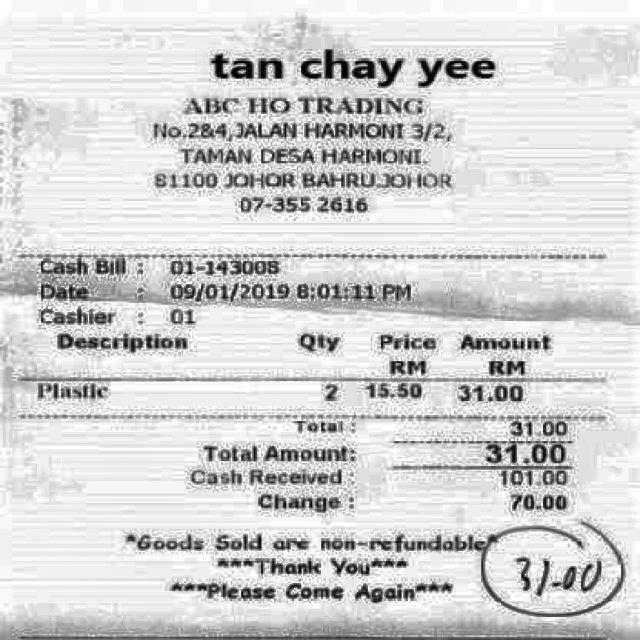 tan chay yee
ABC HO TRADING
No.2&4,JALAN HARMONI 3/2,
TAMAN DESA HARMONI.
81100 JOHOR BAHRU.JOHOR
07-355 2616
Cash Bill : 01-143008
Date : 09/01/2019 8:01:11 PM
Cashier : 01
Description Qty Price Amount
RM RM
Plastic 2 15.50 31.00
Total : 31.00
Total Amount: 31.00
Cash Received : 101.00
Change : 70.00
*Goods Sold are non-refundable*
***Thank You***
***Please Come Again***
31.00